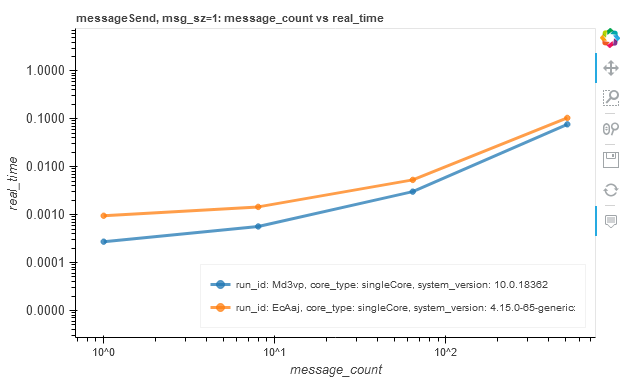 messageSend, msg_sz=1: message_count vs real_time
real_time
1.0000
0.1000
0.0100
0.0010
0.0001
0.0000
run_id: Md3vp, core_type: singleCore, system_version: 10.0.18362
run_id: EcAaj, core_type: singleCore, system_version: 4.15.0-65-generic:
10^0 10^1 10^2
message_count